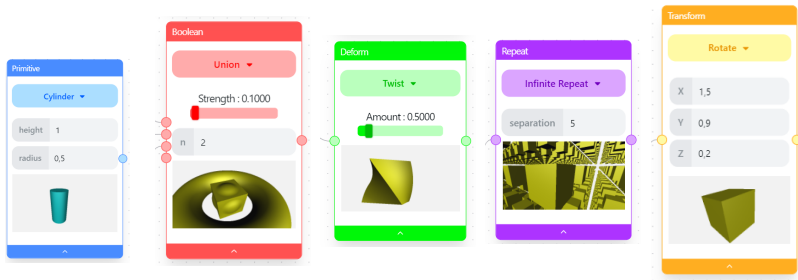 Primitive
Cylinder
height 1
radius 0,5
Boolean
Union
Strength : 0.1000
n 2
Deform
Twist
Amount : 0.5000
Repeat
Infinite Repeat
separation 5
Transform
Rotate
X 1,5
Y 0,9
Z 0,2